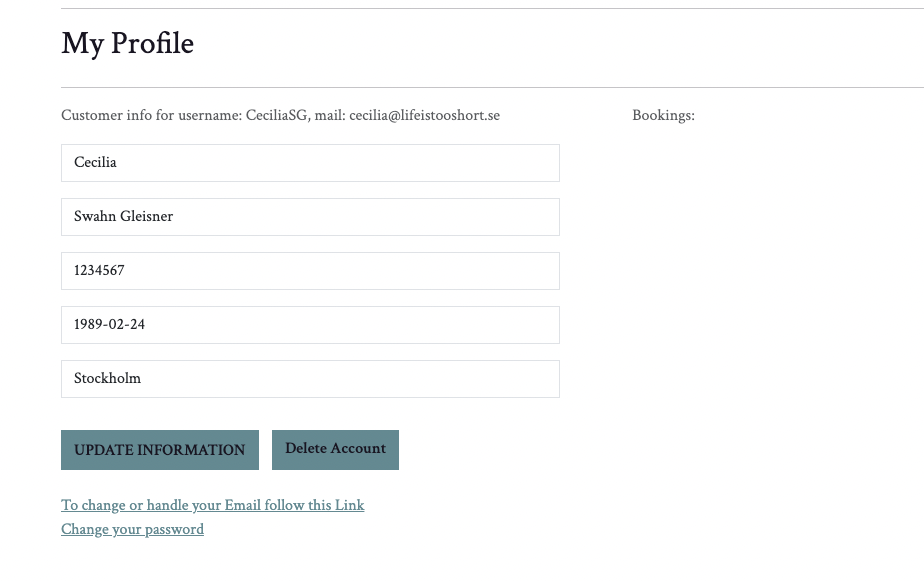 My Profile
Customer info for username: CeciliaSG, mail: cecilia@lifeistooshort.se
Bookings:
Cecilia
Swahn Gleisner
1234567
1989-02-24
Stockholm
UPDATE INFORMATION
Delete Account
To change or handle your Email follow this Link
Change your password